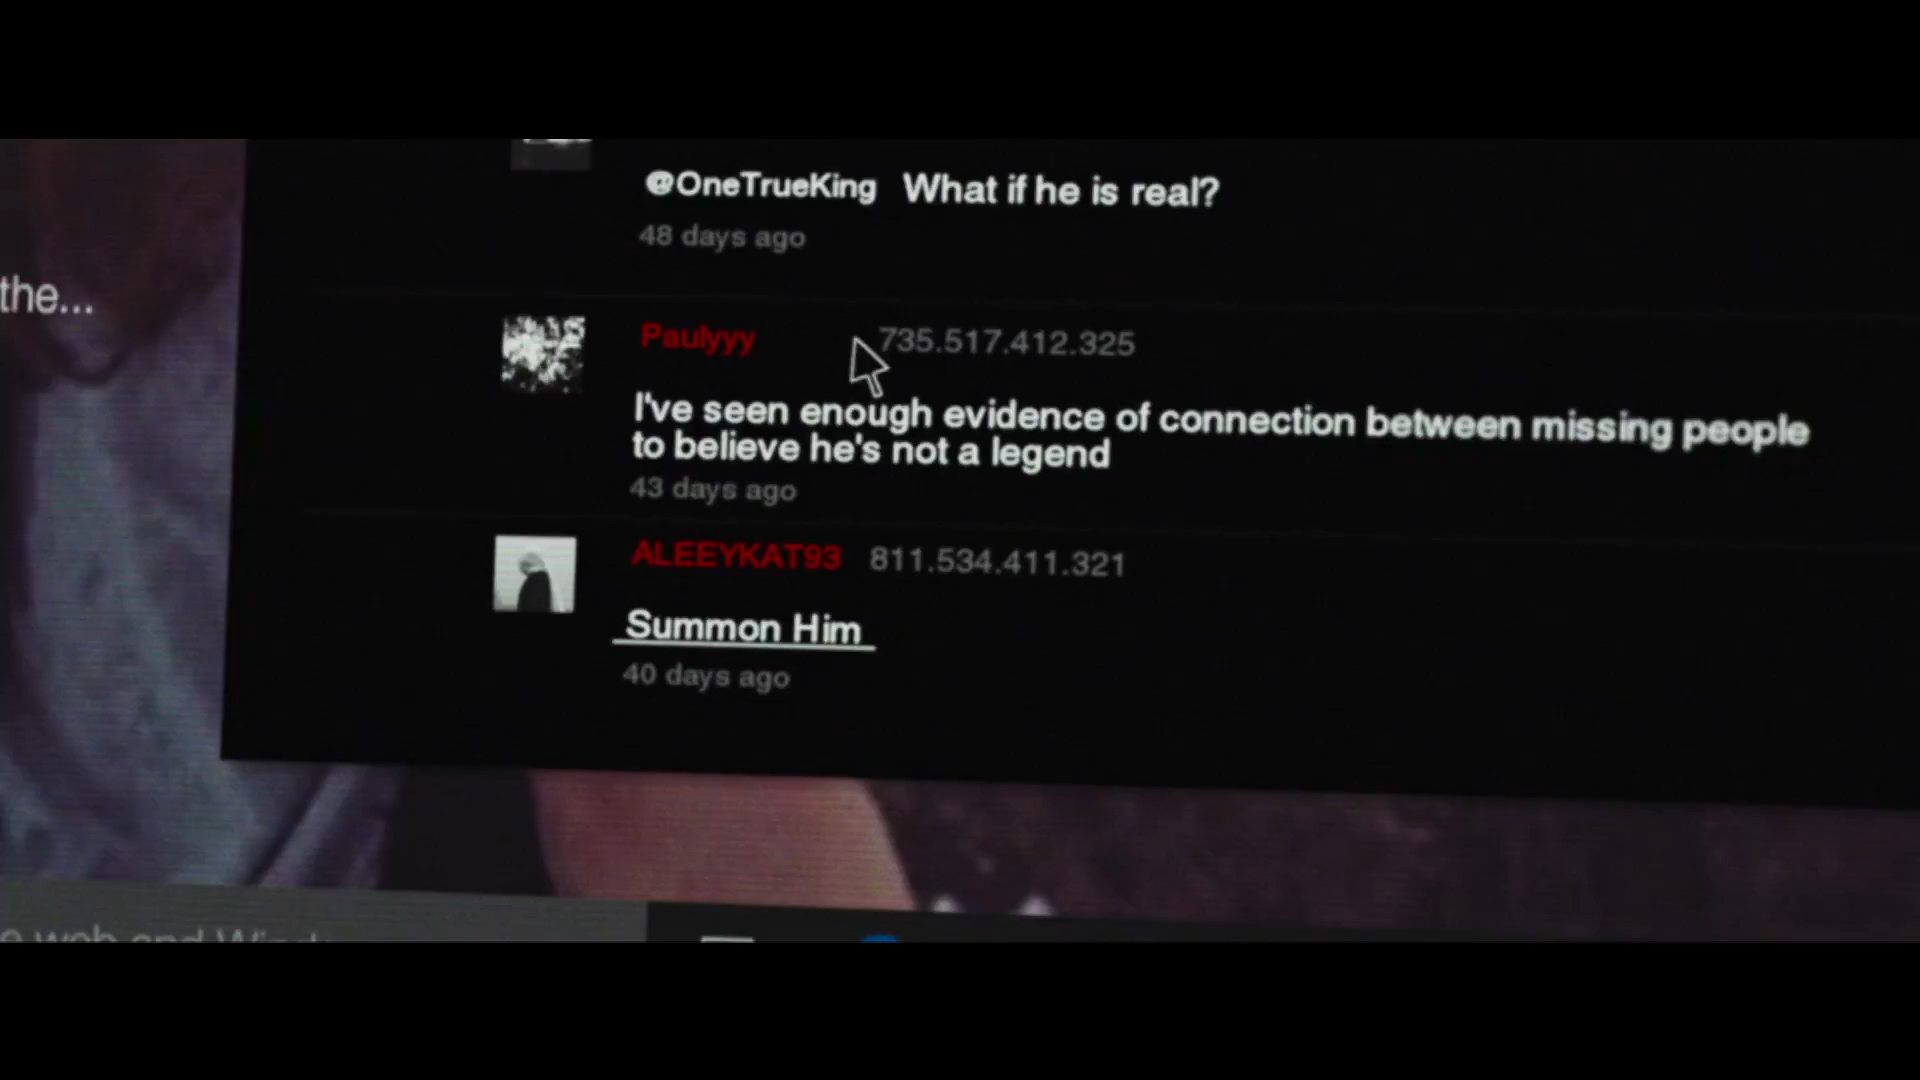 @OneTrueKing What if he is real?
48 days ago
the...
Paulyyy 735.517.412.325
I've seen enough evidence of connection between missing people
to believe he's not a legend
43 days ago
ALEEYKAT93 811.534.411.321
Summon Him
40 days ago
web and